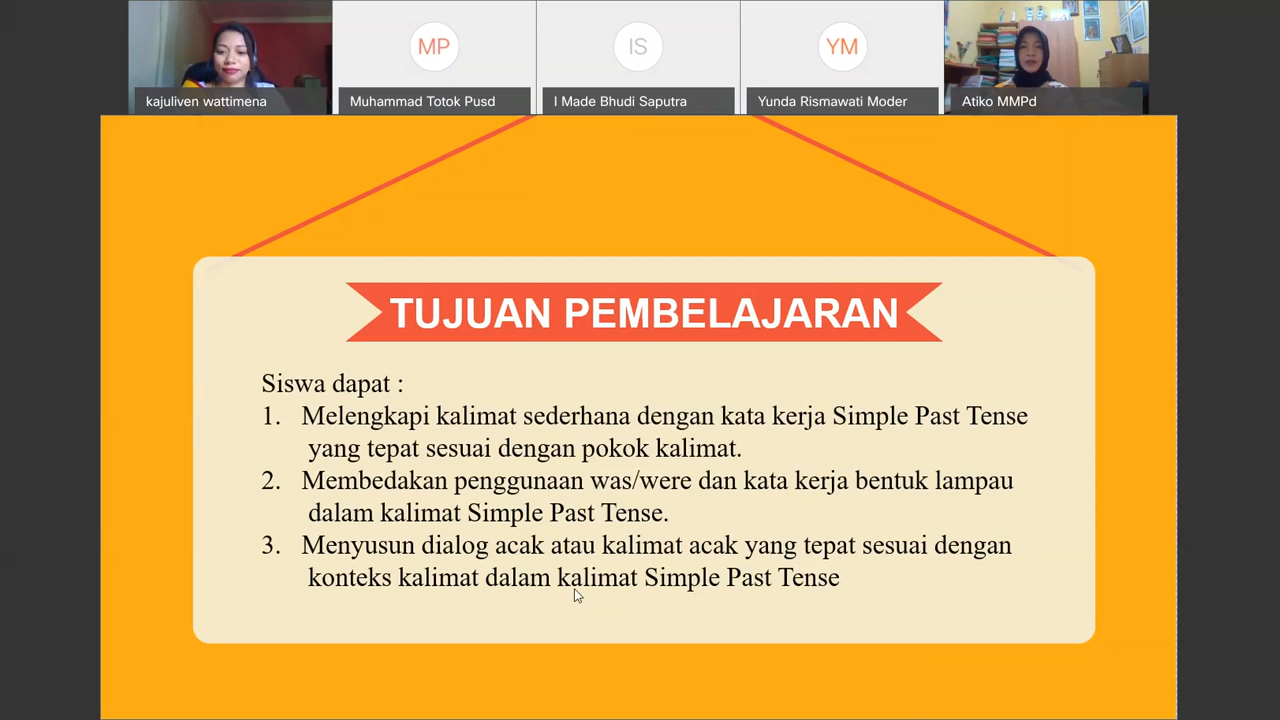 MP
IS
YM
kajuliven wattimena
Muhammad Totok Pusd
I Made Bhudi Saputra
Yunda Rismawati Moder
Atiko MMPd
TUJUAN PEMBELAJARAN
Siswa dapat :
1. Melengkapi kalimat sederhana dengan kata kerja Simple Past Tense
yang tepat sesuai dengan pokok kalimat.
2. Membedakan penggunaan was/were dan kata kerja bentuk lampau
dalam kalimat Simple Past Tense.
3. Menyusun dialog acak atau kalimat acak yang tepat sesuai dengan
konteks kalimat dalam kalimat Simple Past Tense